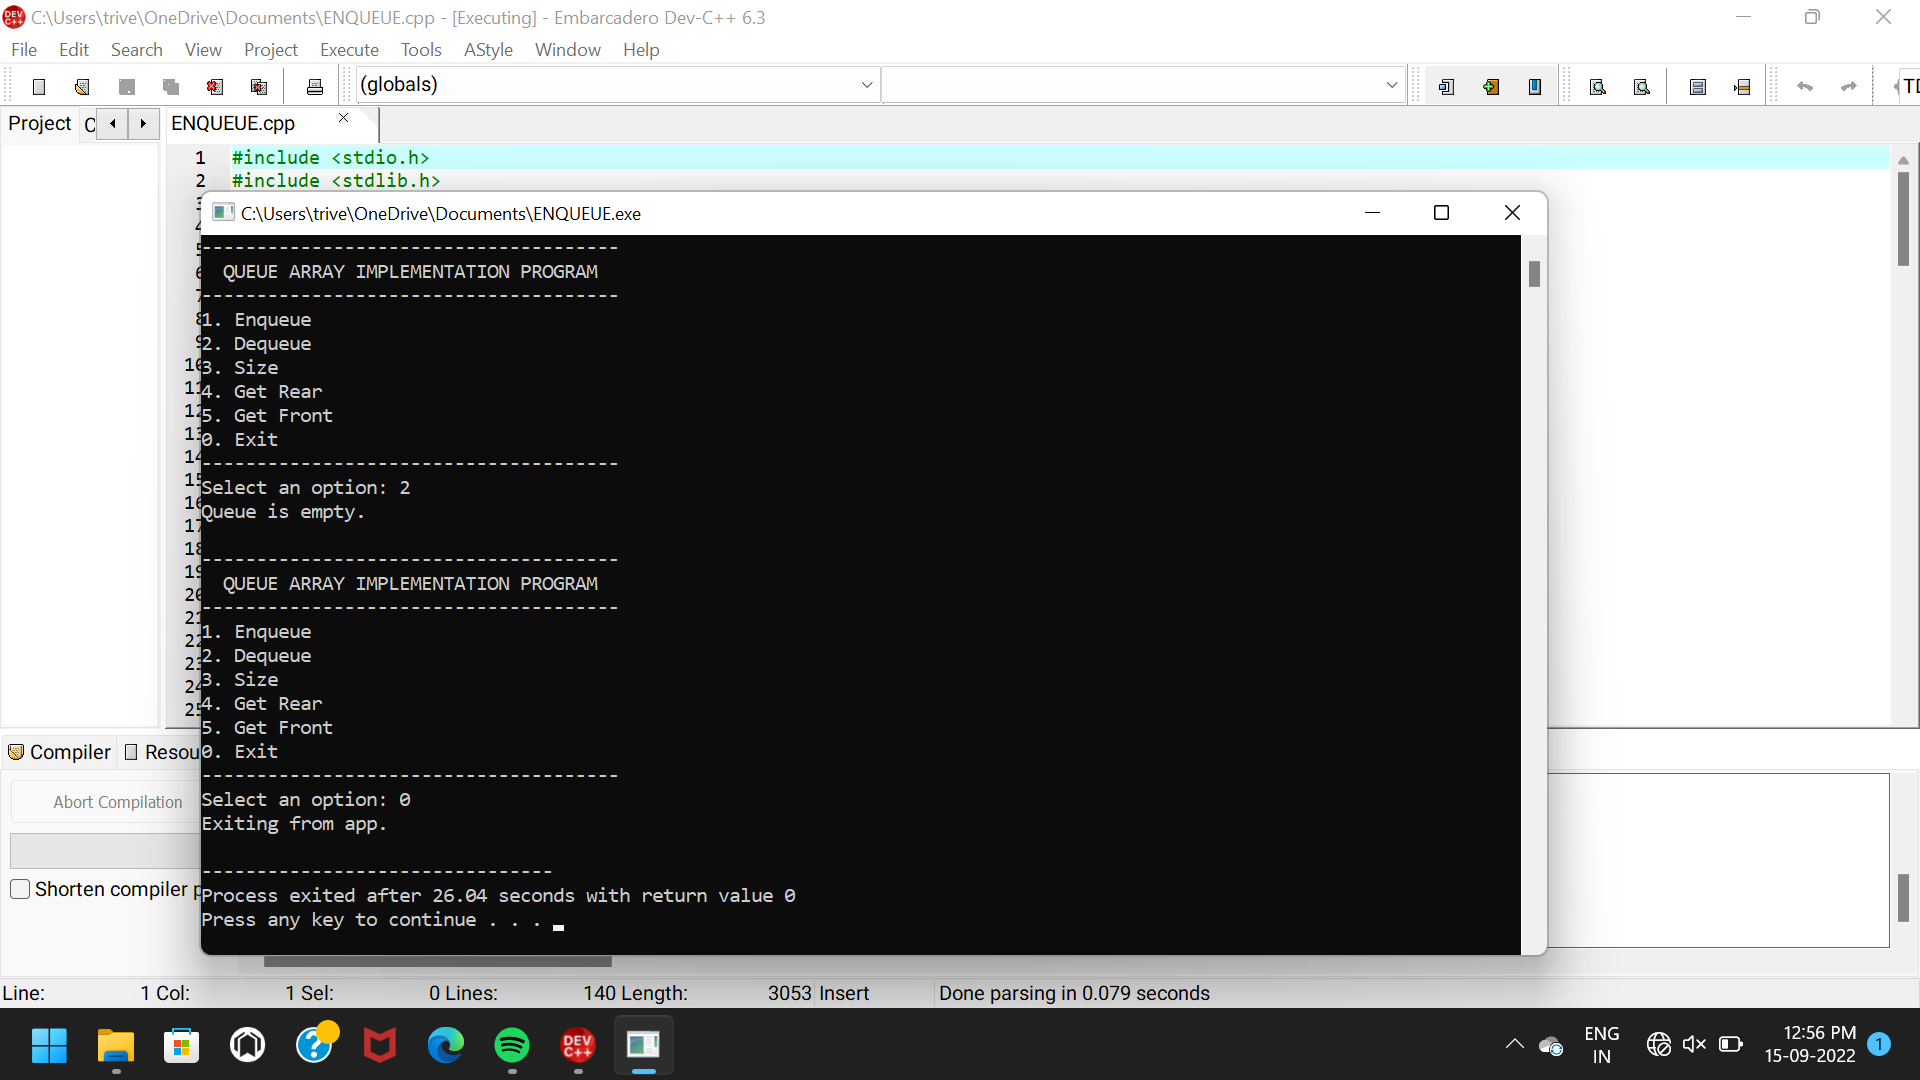 C:\Users\trive\OneDrive\Documents\ENQUEUE.cpp - [Executing] - Embarcadero Dev-C++ 6.3
File Edit Search View Project Execute Tools AStyle Window Help
(globals)
Project
ENQUEUE.cpp
1 #include <stdio.h>
2 #include <stdlib.h>
C:\Users\trive\OneDrive\Documents\ENQUEUE.exe
--------------------------------------
QUEUE ARRAY IMPLEMENTATION PROGRAM
--------------------------------------
1. Enqueue
2. Dequeue
3. Size
4. Get Rear
5. Get Front
0. Exit
--------------------------------------
Select an option: 2
Queue is empty.
--------------------------------------
QUEUE ARRAY IMPLEMENTATION PROGRAM
--------------------------------------
1. Enqueue
2. Dequeue
3. Size
4. Get Rear
5. Get Front
0. Exit
--------------------------------------
Select an option: 0
Exiting from app.
--------------------------------
Process exited after 26.04 seconds with return value 0
Press any key to continue . . .
Compiler Resou
Abort Compilation
Shorten compiler p
Line: 1 Col: 1 Sel: 0 Lines: 140 Length: 3053 Insert Done parsing in 0.079 seconds
DEV C++
ENG
IN
12:56 PM
15-09-2022
1